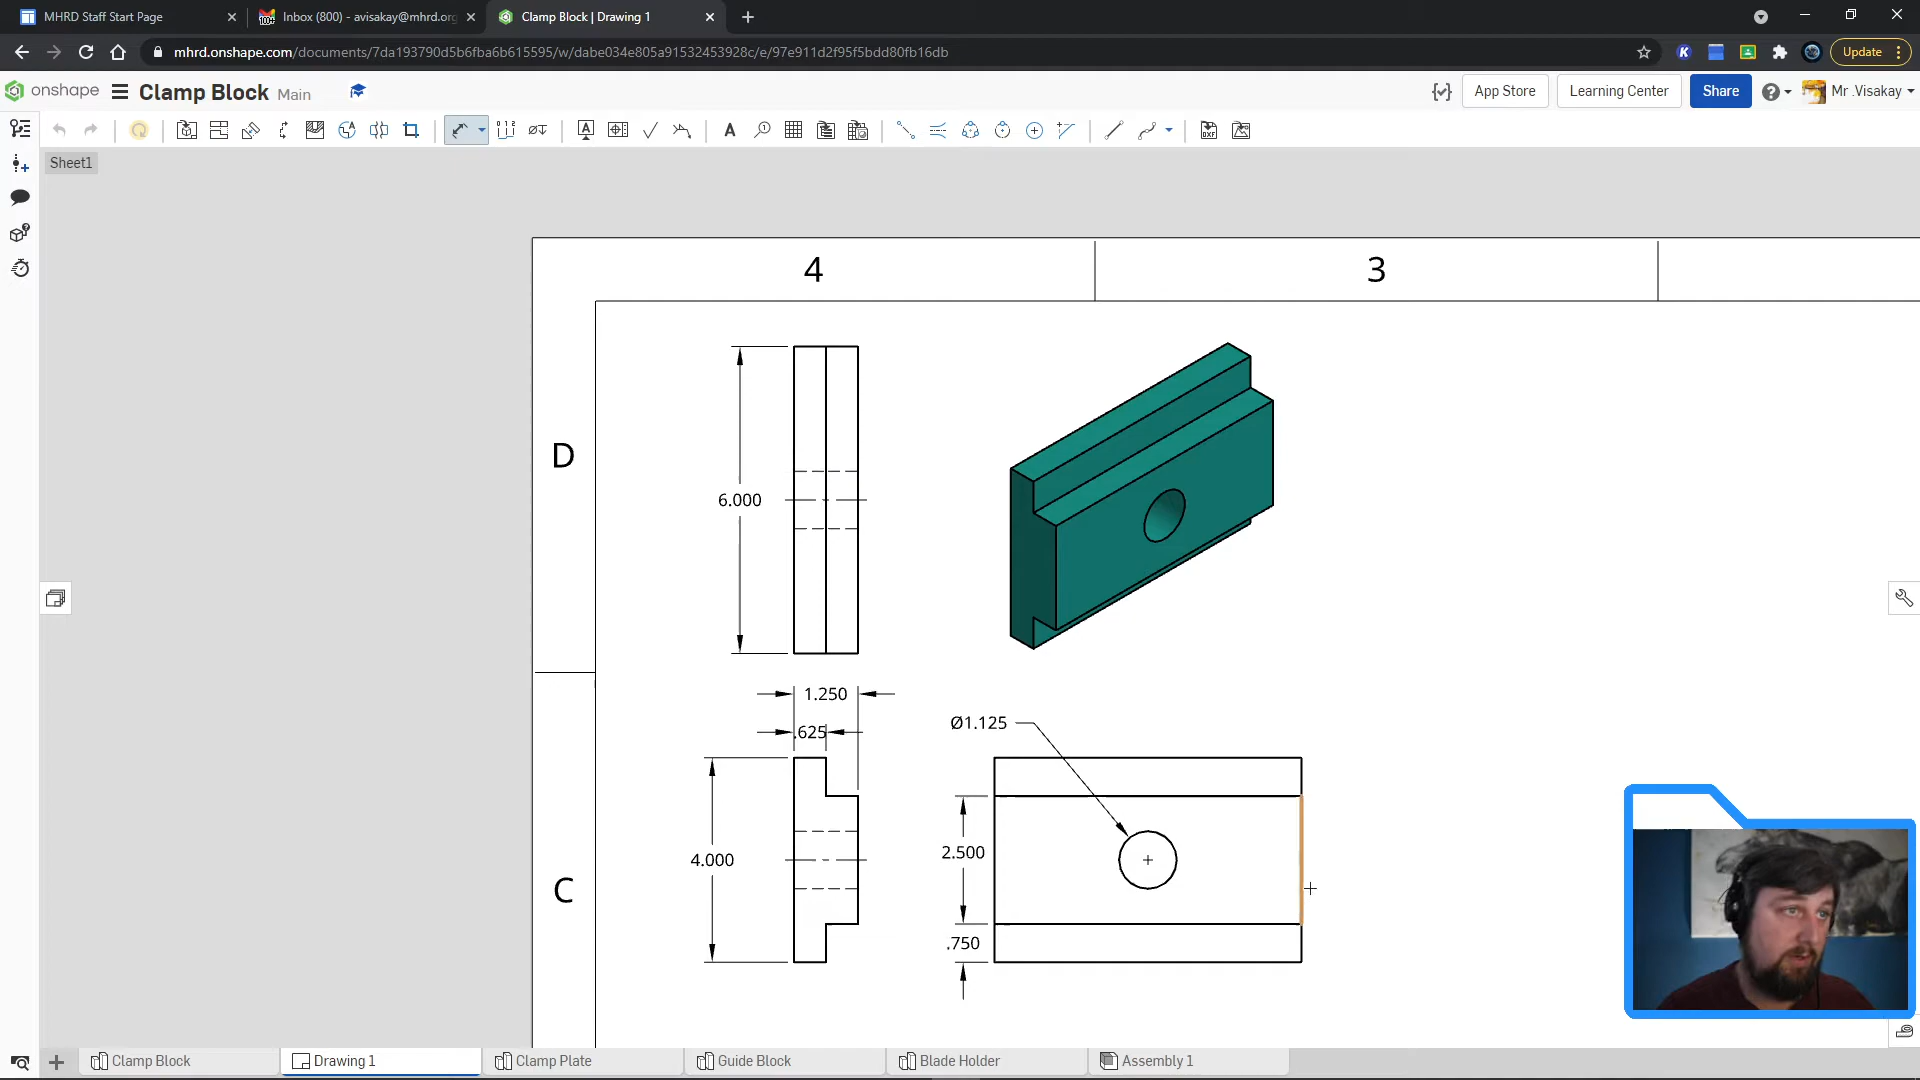 MHRD Staff Start Page
100+
Inbox (800) - avisakay@mhrd.org
Clamp Block | Drawing 1
mhrd.onshape.com/documents/7da193790d5b6fba6b615595/w/dabe034e805a91532453928c/e/97e911d2f95f5bdd80fb16db
K
Update
onshape
Clamp Block
Main
App Store
Learning Center
Share
Mr .Visakay
A
A
DXF
Sheet1
4
3
D
C
6.000
1.250
.625
4.000
Ø1.125
2.500
.750
Clamp Block
Drawing 1
Clamp Plate
Guide Block
Blade Holder
Assembly 1